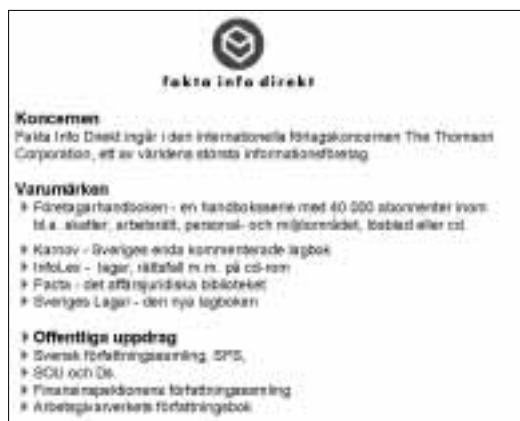 fakta info direkt
Koncernen
Fakta Info Direkt ingår i den internationella förlagskoncernen The Thomson
Corporation, ett av världens största informationsföretag
Varumärken
Företagarhandboken - en handboksserie med 40 000 abonnenter inom
bl.a. skatter, arbetsrätt, personal- och miljöområdet, lösblad eller cd.
Karnov - Sveriges enda kommenterade lagbok
InfoLex - lagar, rättsfall m.m. på cd-rom
Facta - det affärsjuridiska biblioteket
Sveriges Lagar - den nya lagboken
Offentliga uppdrag
Svensk författningssamling, SFS,
SOU och Ds.
Finansinspektionens författningssamling
Arbetsgivarverkets författningsbok